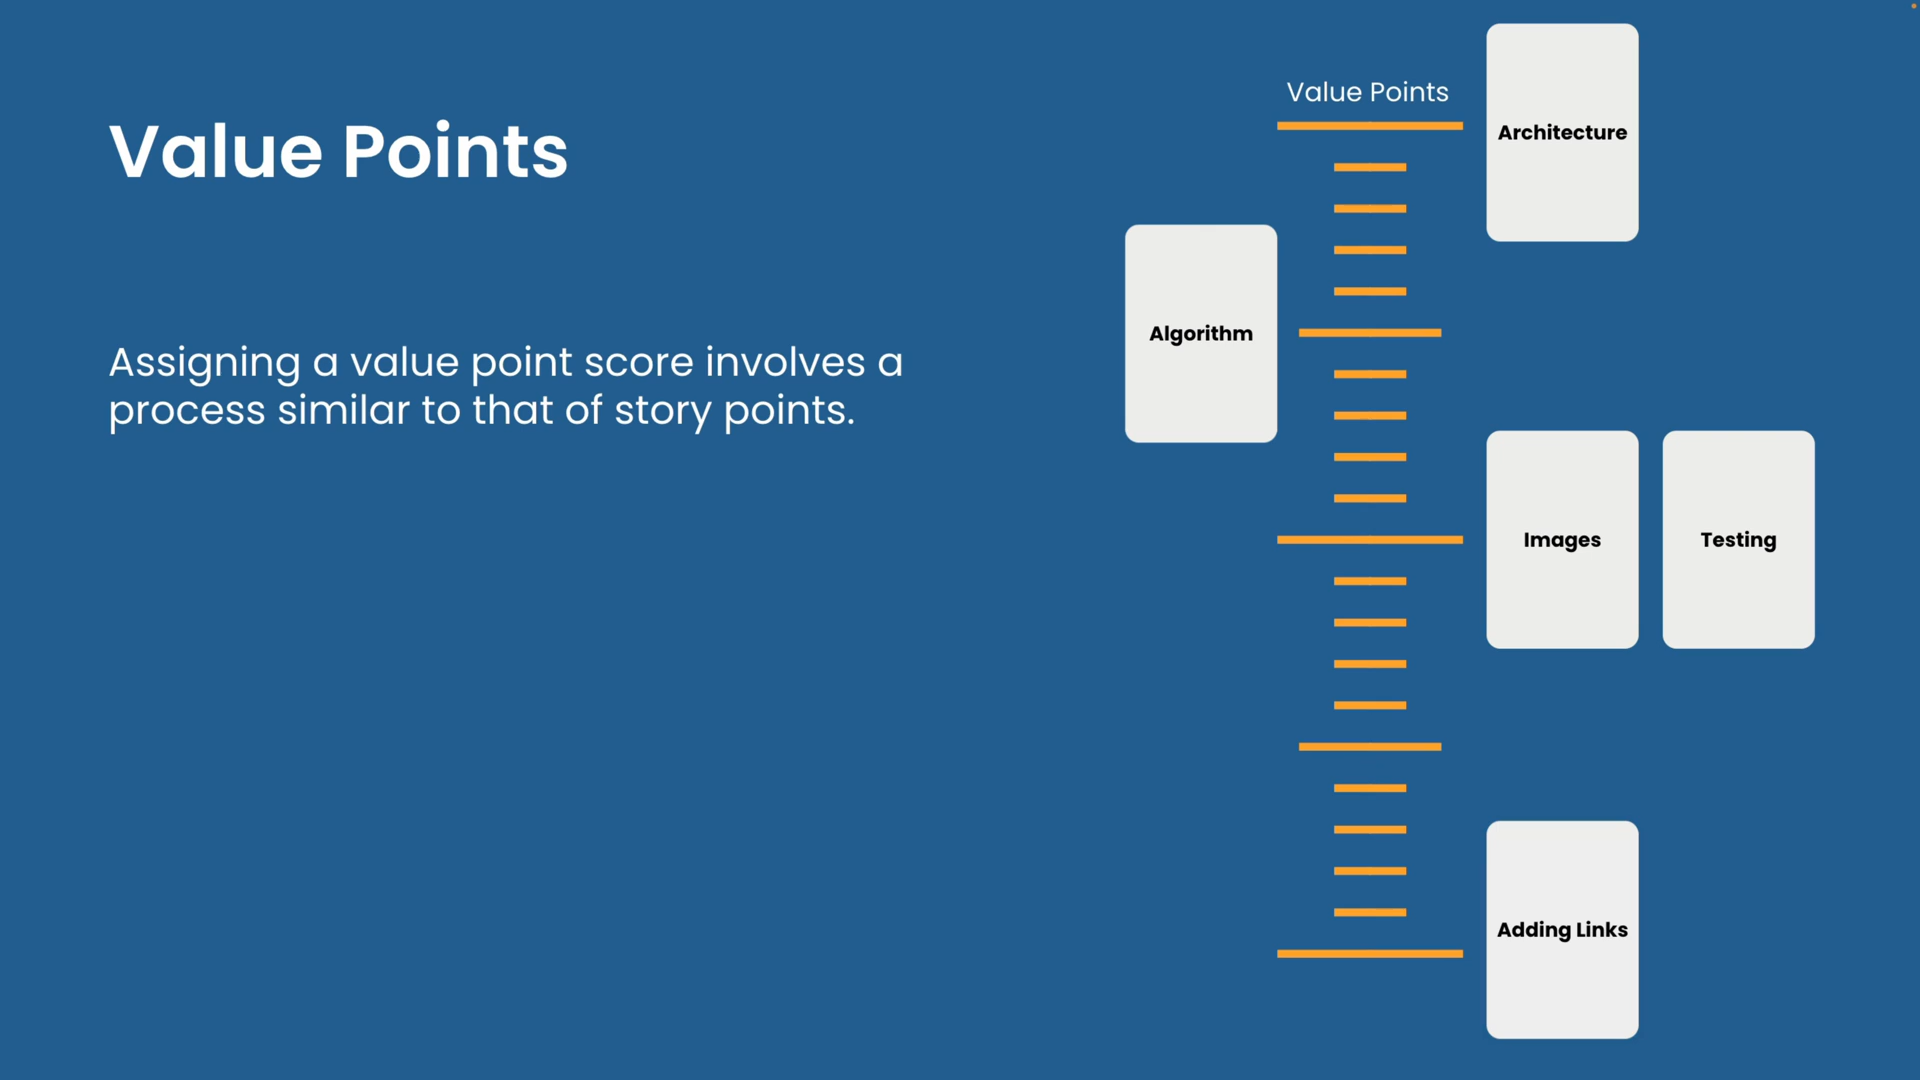 Value Points
Assigning a value point score involves a
process similar to that of story points.
Value Points
Architecture
Algorithm
Images
Testing
Adding Links